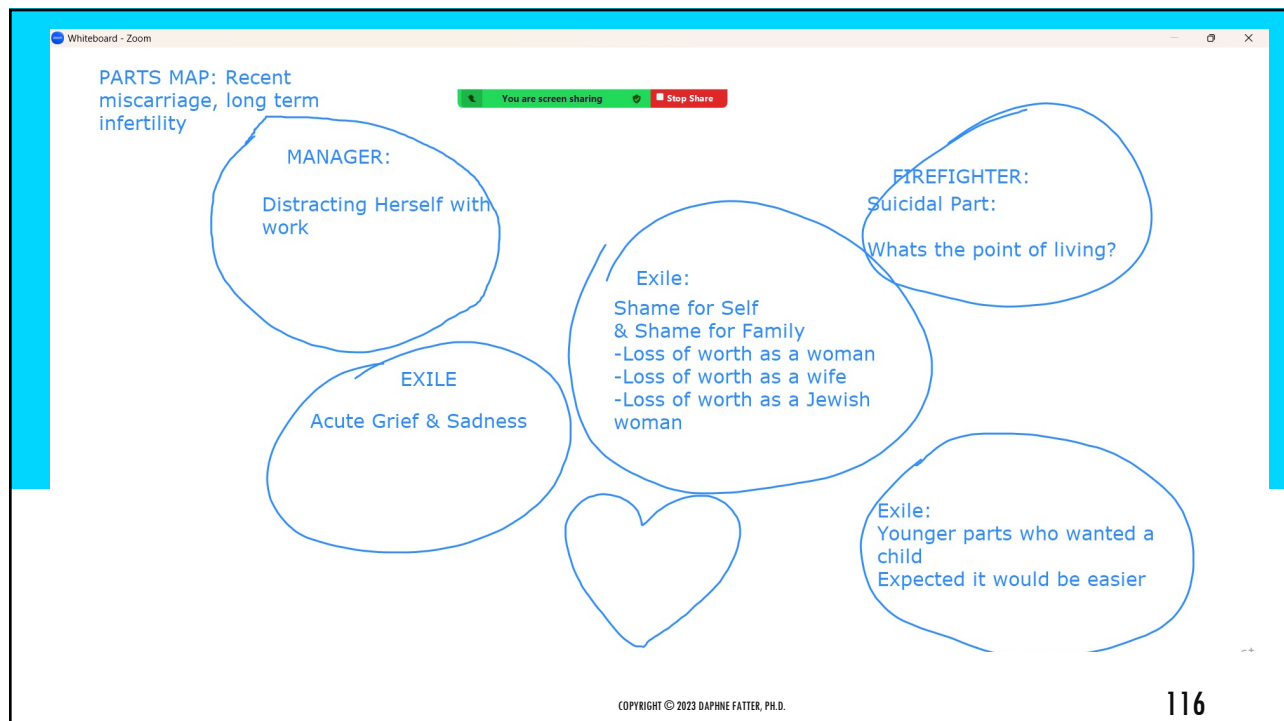 Whiteboard - Zoom
PARTS MAP: Recent
miscarriage, long term
infertility
You are screen sharing
Stop Share
MANAGER:
Distracting Herself with
work
FIREFIGHTER:
Suicidal Part:
Whats the point of living?
Exile:
Shame for Self
& Shame for Family
-Loss of worth as a woman
-Loss of worth as a wife
-Loss of worth as a Jewish
woman
EXILE
Acute Grief & Sadness
Exile:
Younger parts who wanted a
child
Expected it would be easier
COPYRIGHT © 2023 DAPHNE FATTER, PH.D.
116